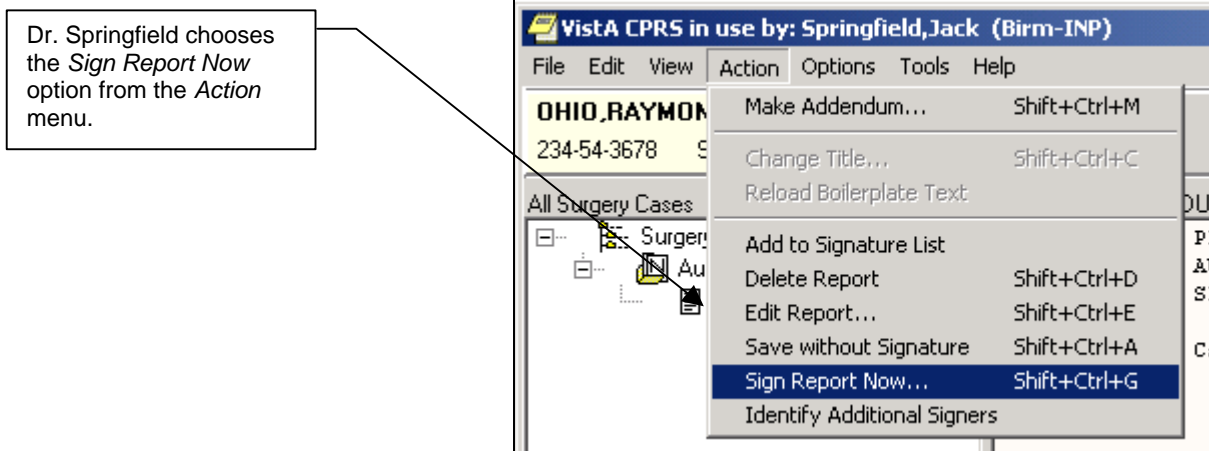 Dr. Springfield chooses
the Sign Report Now
option from the Action
menu.
VistA CPRS in use by: Springfield,Jack (Birm-INP)
File Edit View Action Options Tools Help
OHIO,RAYMON
234-54-3678 S
All Surgery Cases
Surgery
Au
Make Addendum... Shift+Ctrl+M
Change Title... Shift+Ctrl+C
Reload Boilerplate Text
Add to Signature List
Delete Report Shift+Ctrl+D
Edit Report... Shift+Ctrl+E
Save without Signature Shift+Ctrl+A
Sign Report Now... Shift+Ctrl+G
Identify Additional Signers